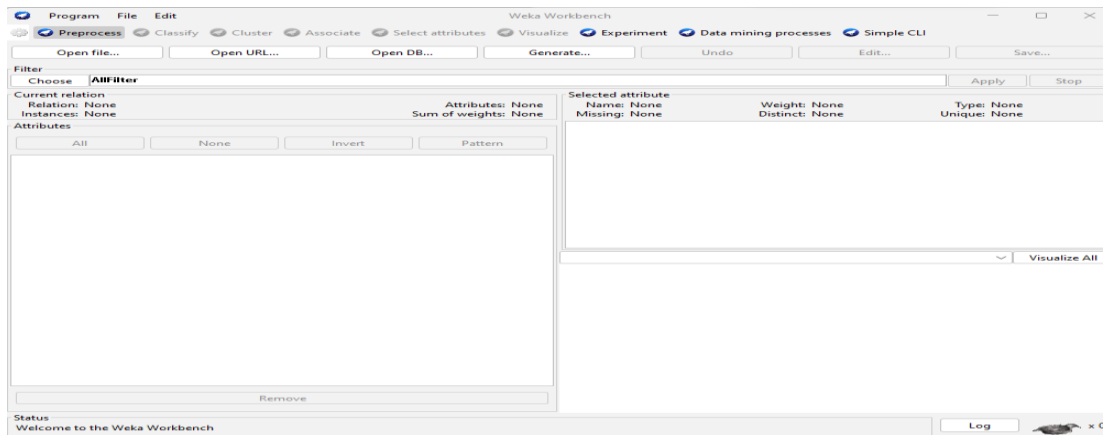 Program File Edit Weka Workbench
Preprocess Classify Cluster Associate Select attributes Visualize Experiment Data mining processes Simple CLI
Open file... Open URL... Open DB... Generate... Undo Edit... Save...
Filter
Choose AllFilter Apply Stop
Current relation
Relation: None Attributes: None
Instances: None Sum of weights: None
Selected attribute
Name: None Weight: None Type: None
Missing: None Distinct: None Unique: None
Attributes
All None Invert Pattern
Visualize All
Remove
Status
Welcome to the Weka Workbench
Log x